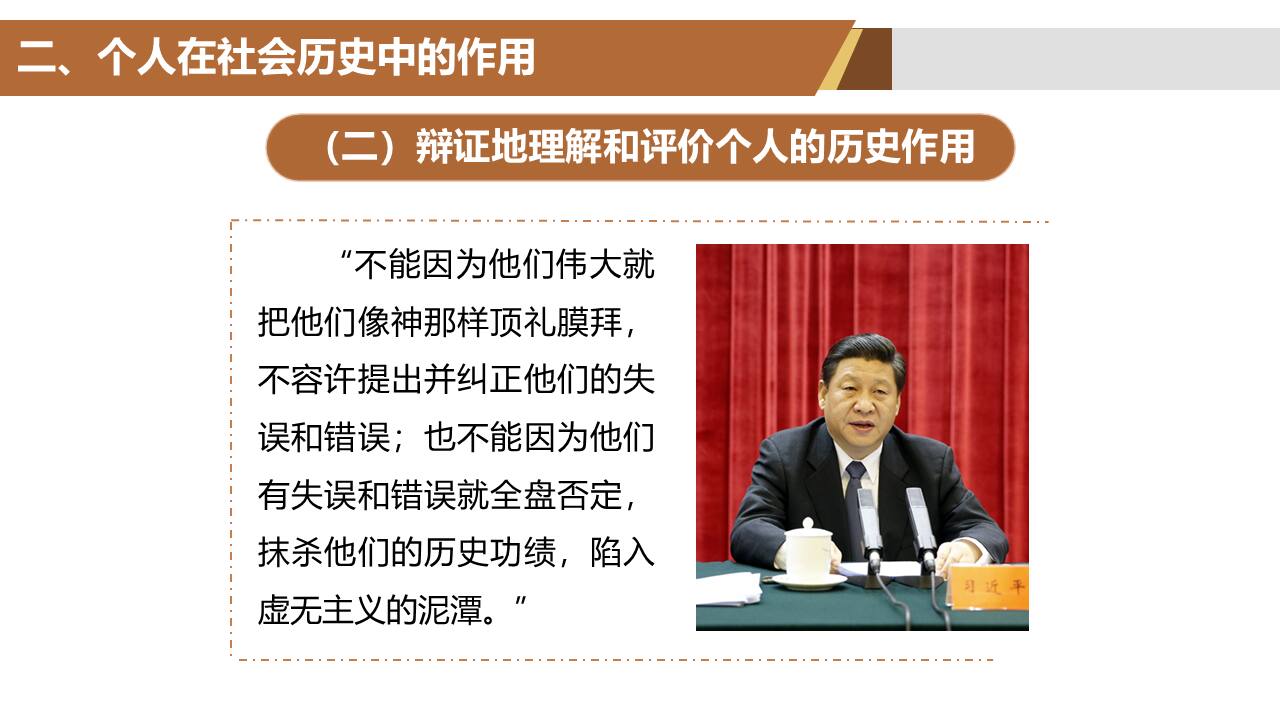 二、个人在社会历史中的作用
（二）辩证地理解和评价个人的历史作用
“不能因为他们伟大就
把他们像神那样顶礼膜拜，
不容许提出并纠正他们的失
误和错误；也不能因为他们
有失误和错误就全盘否定，
抹杀他们的历史功绩，陷入
虚无主义的泥潭。”
习近平